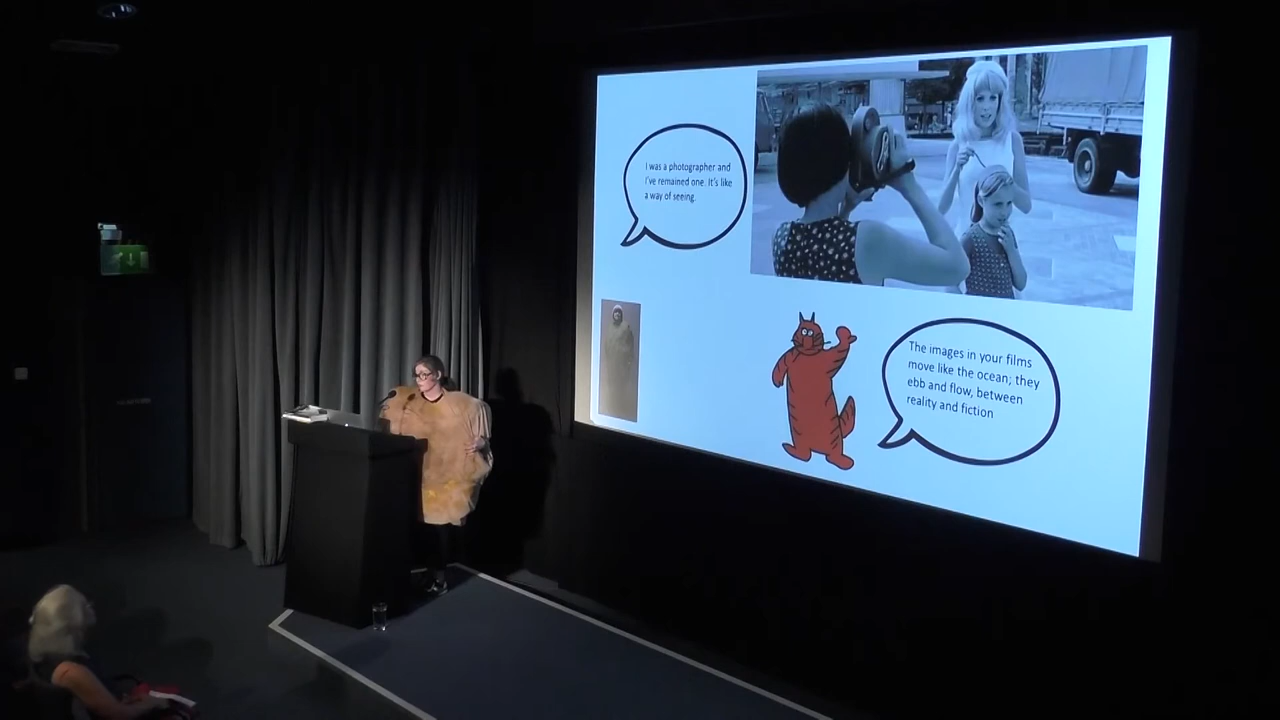 I was a photographer and
I've remained one. It's like
a way of seeing.
The images in your films
move like the ocean; they
ebb and flow, between
reality and fiction